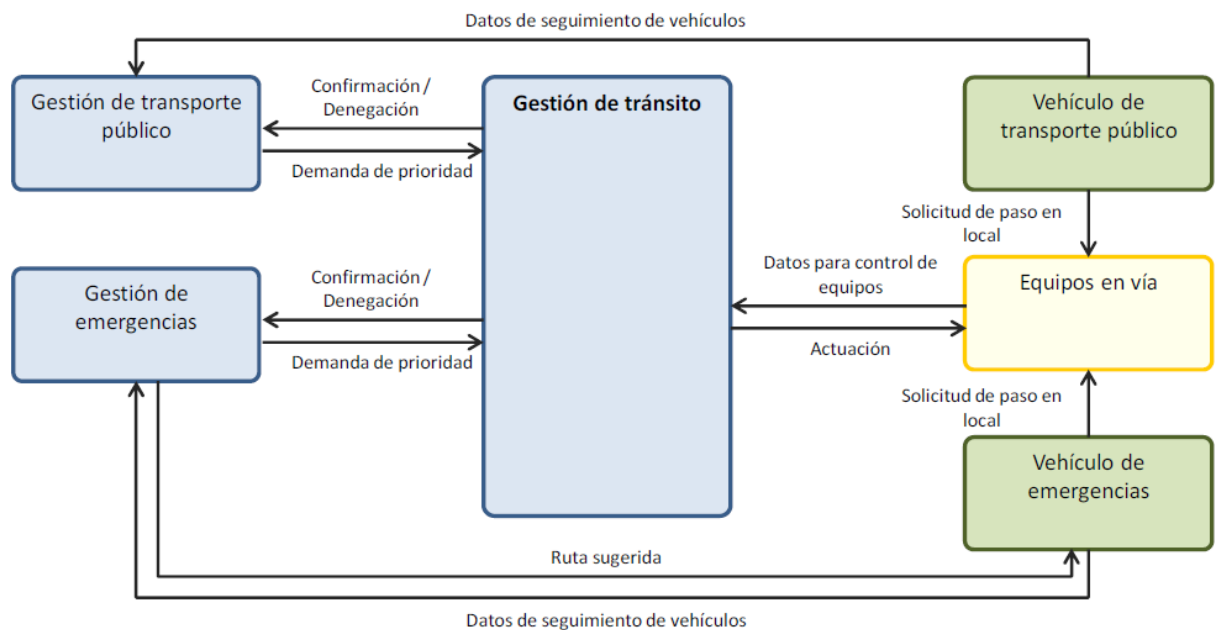 Datos de seguimiento de vehículos
Gestión de transporte
público
Confirmación /
Denegación
Demanda de prioridad
Gestión de tránsito
Vehículo de
transporte público
Solicitud de paso en
local
Gestión de
emergencias
Confirmación /
Denegación
Demanda de prioridad
Datos para control de
equipos
Actuación
Equipos en vía
Solicitud de paso en
local
Vehículo de
emergencias
Ruta sugerida
Datos de seguimiento de vehículos